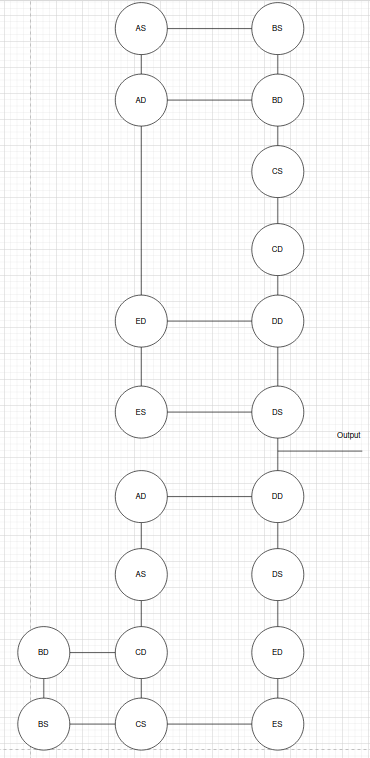 AS BS
AD BD
CS
CD
ED DD
ES DS
Output
AD DD
AS DS
BD CD ED
BS CS ES